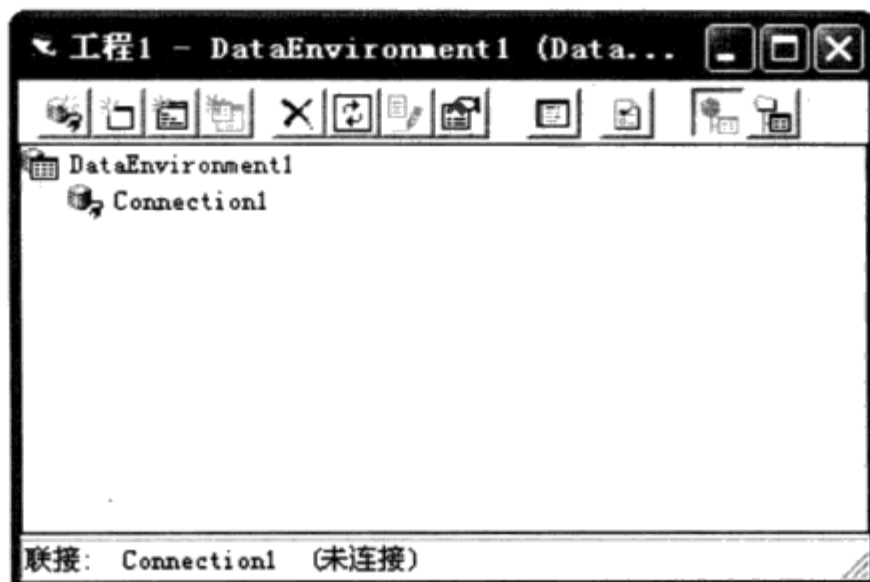 工程1 - DataEnvironment1 (Data...
DataEnvironment1
Connection1
联接: Connection1 (未连接)